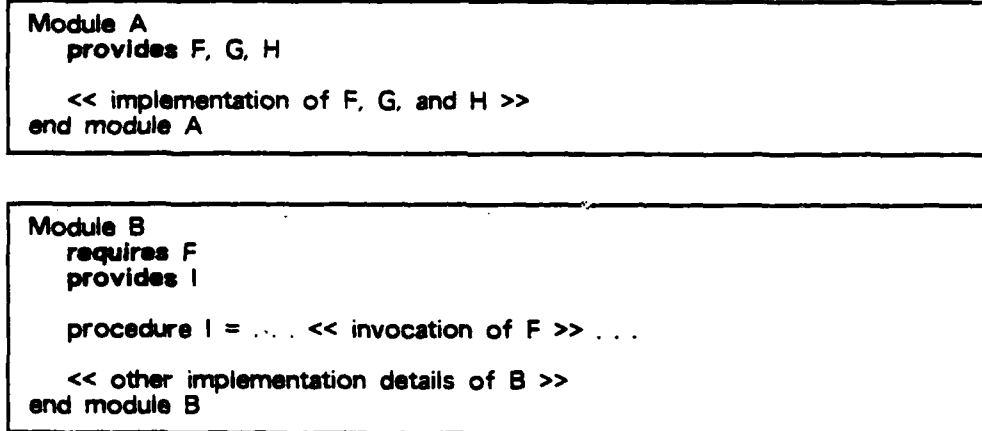 Module A
provides F, G, H
<< implementation of F, G, and H >>
end module A
Module B
requires F
provides I
procedure I = ... . << invocation of F >> . . .
<< other implementation details of B >>
end module B